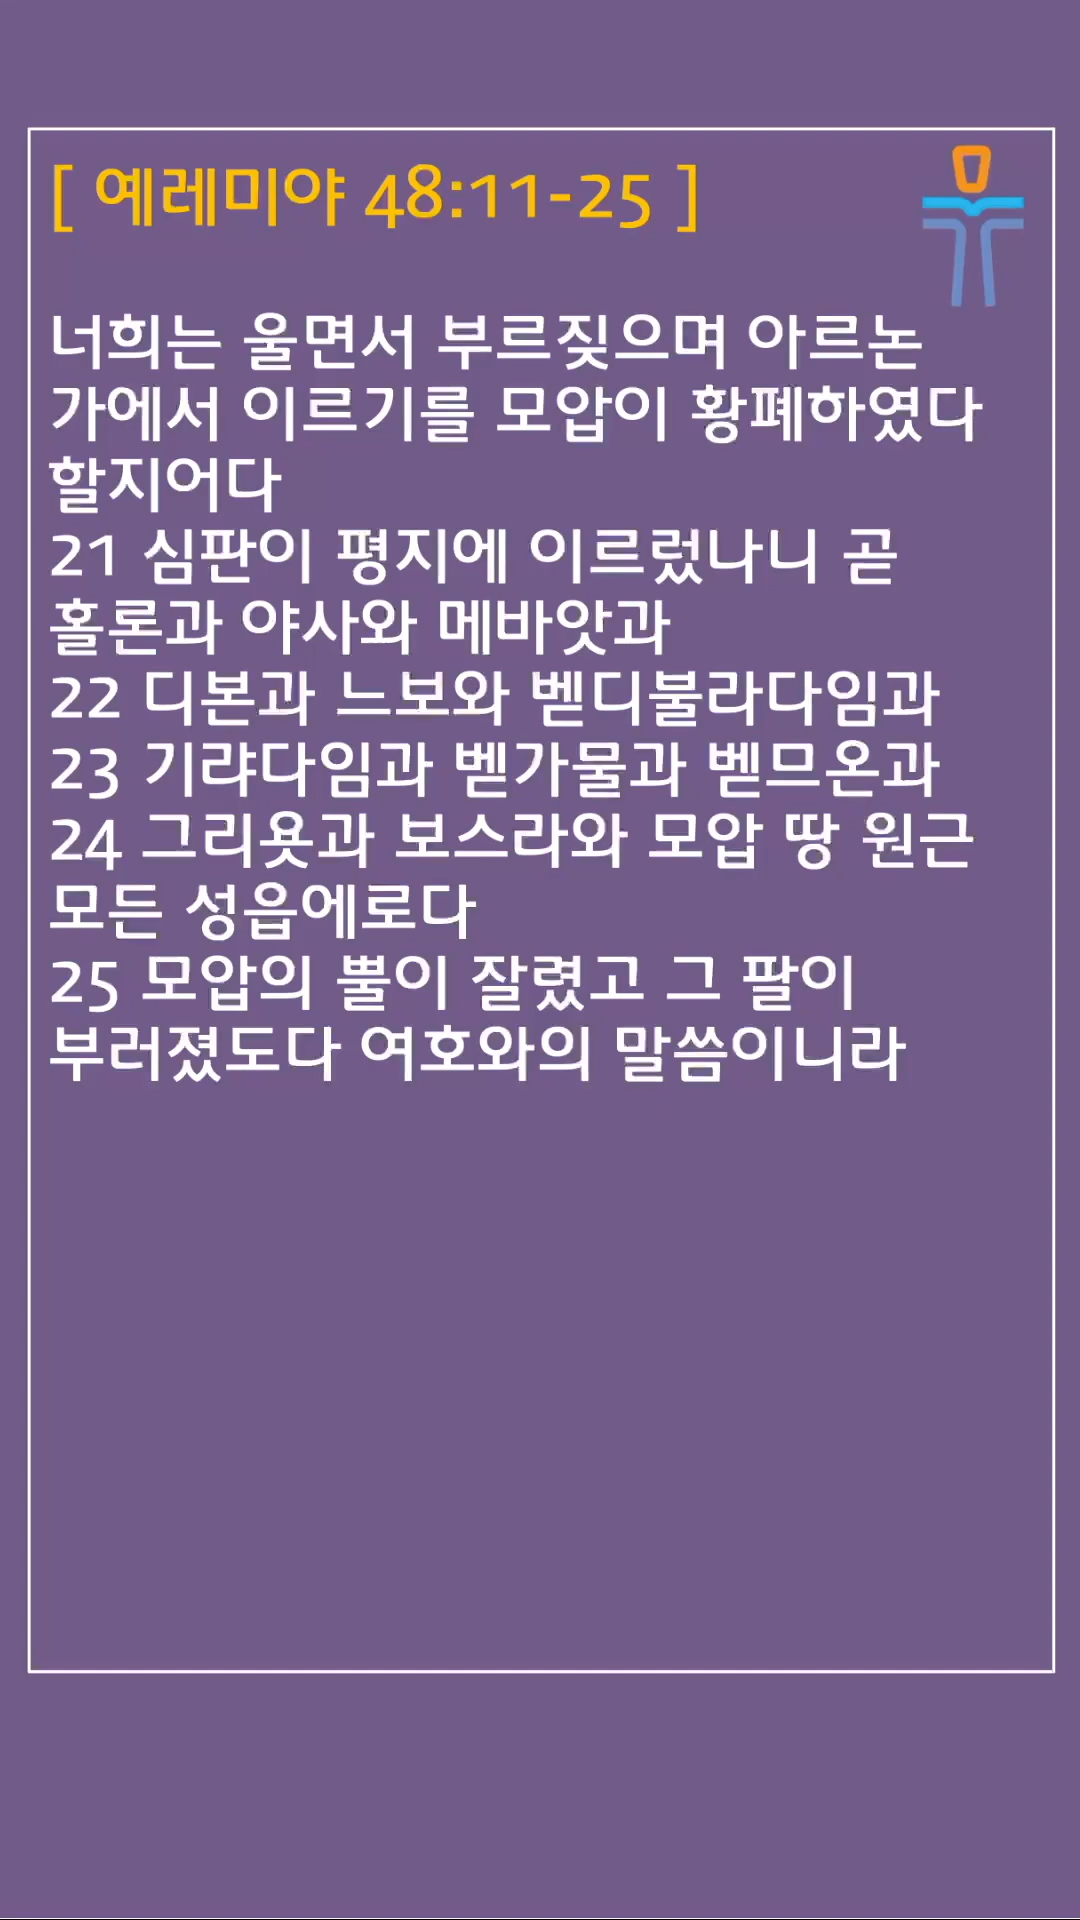 [ 예레미야 48:11-25 ]
너희는 울면서 부르짖으며 아르논
가에서 이르기를 모압이 황폐하였다
할지어다
21 심판이 평지에 이르렀나니 곧
홀론과 야사와 메바앗과
22 디본과 느보와 벧디불라다임과
23 기랴다임과 벧가물과 벧므온과
24 그리욧과 보스라와 모압 땅 원근
모든 성읍에로다
25 모압의 뿔이 잘렸고 그 팔이
부러졌도다 여호와의 말씀이니라